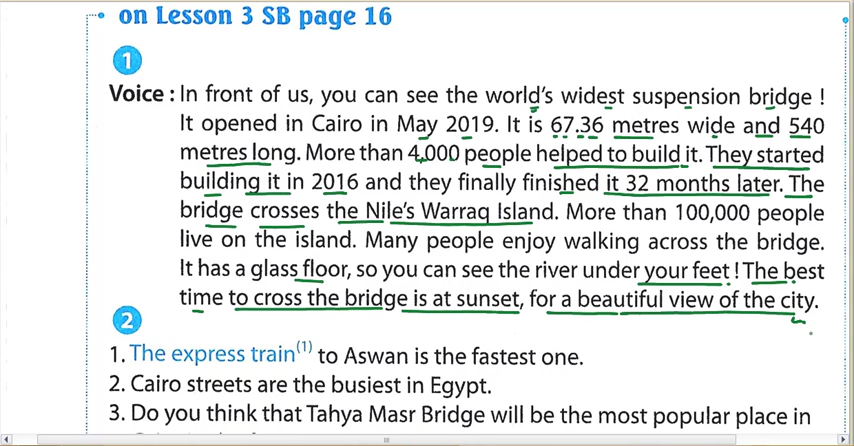 on Lesson 3 SB page 16
1
Voice : In front of us, you can see the world's widest suspension bridge !
It opened in Cairo in May 2019. It is 67.36 metres wide and 540
metres long. More than 4,000 people helped to build it. They started
building it in 2016 and they finally finished it 32 months later. The
bridge crosses the Nile's Warraq Island. More than 100,000 people
live on the island. Many people enjoy walking across the bridge.
It has a glass floor, so you can see the river under your feet ! The best
time to cross the bridge is at sunset, for a beautiful view of the city.
2
1. The express train(1) to Aswan is the fastest one.
2. Cairo streets are the busiest in Egypt.
3. Do you think that Tahya Masr Bridge will be the most popular place in